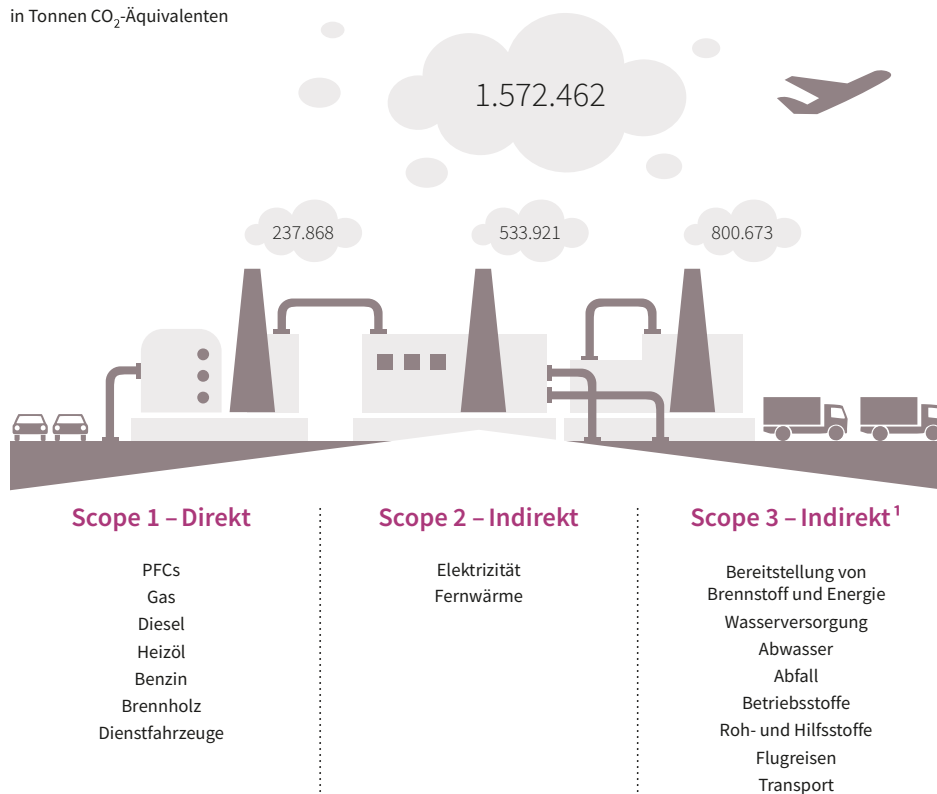 in Tonnen CO₂-Äquivalenten
1.572.462
237.868
533.921
800.673
Scope 1 – Direkt
PFCs
Gas
Diesel
Heizöl
Benzin
Brennholz
Dienstfahrzeuge
Scope 2 – Indirekt
Elektrizität
Fernwärme
Scope 3 – Indirekt¹
Bereitstellung von
Brennstoff und Energie
Wasserversorgung
Abwasser
Abfall
Betriebsstoffe
Roh- und Hilfsstoffe
Flugreisen
Transport